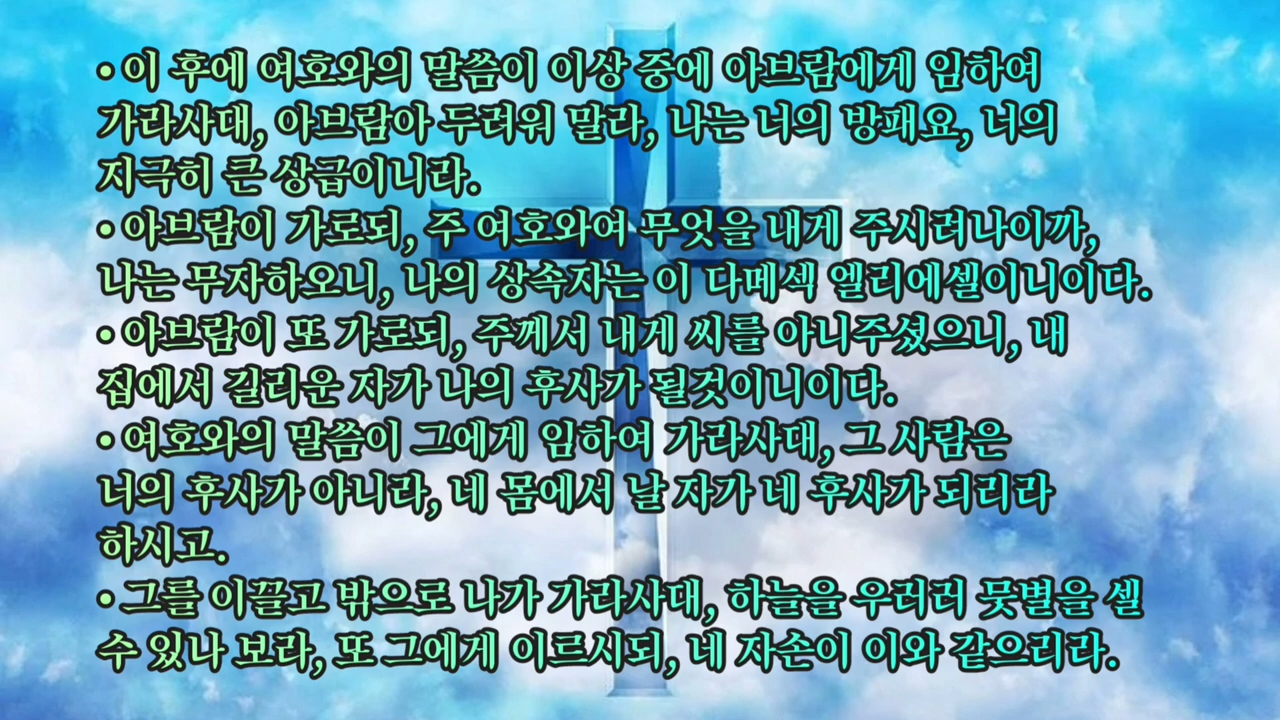 • 이 후에 여호와의 말씀이 이상 중에 아브람에게 임하여
가라사대, 아브람아 두려워 말라, 나는 너의 방패요, 너의
지극히 큰 상급이니라.
• 아브람이 가로되, 주 여호와여 무엇을 내게 주시려나이까,
나는 무자하오니, 나의 상속자는 이 다메섹 엘리에셀이니이다.
• 아브람이 또 가로되, 주께서 내게 씨를 아니주셨으니, 내
집에서 길리운 자가 나의 후사가 될것이니이다.
• 여호와의 말씀이 그에게 임하여 가라사대, 그 사람은
너의 후사가 아니라, 네 몸에서 날 자가 네 후사가 되리라
하시고.
• 그를 이끌고 밖으로 나가 가라사대, 하늘을 우러러 뭇별을 셀
수 있나 보라, 또 그에게 이르시되, 네 자손이 이와 같으리라.